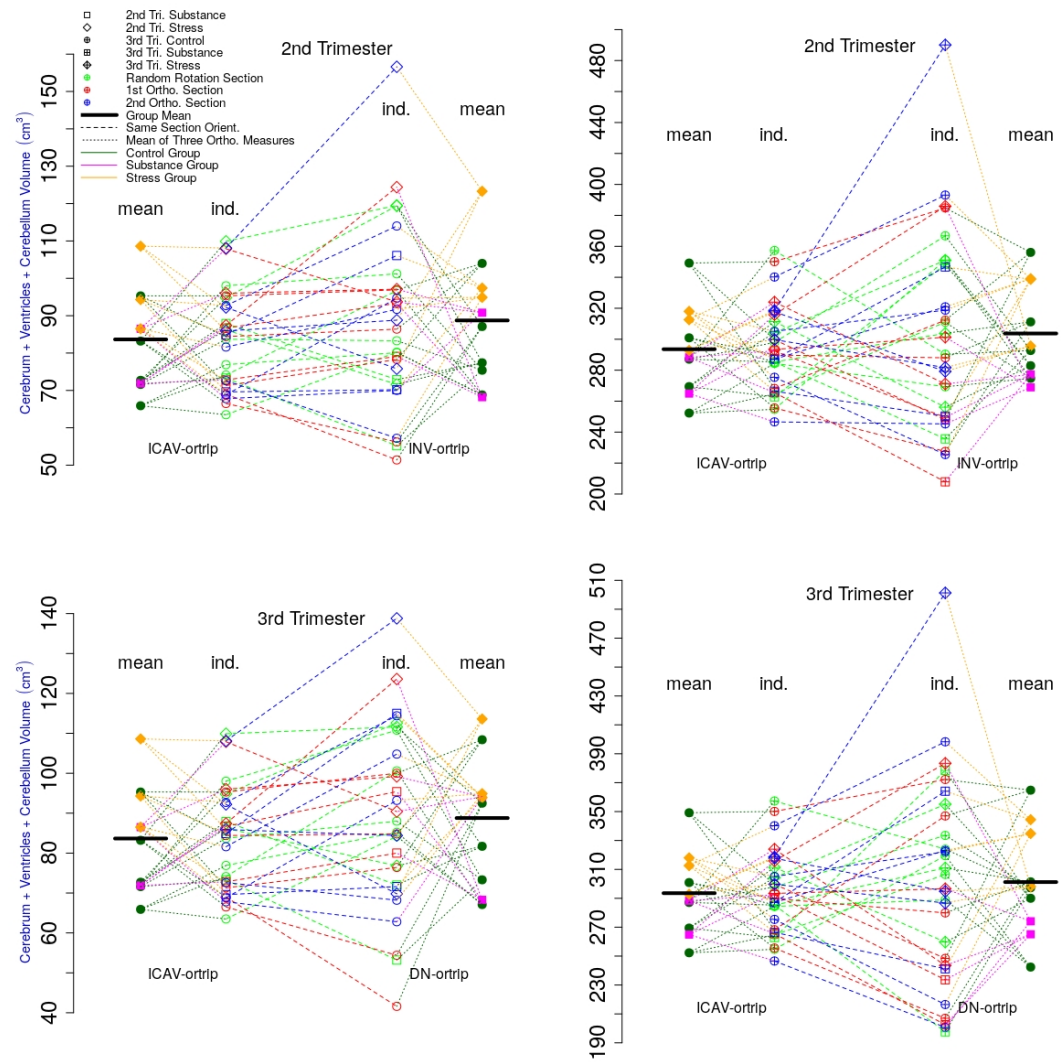 2nd Tri. Substance
2nd Tri. Stress
3rd Tri. Control
3rd Tri. Substance
3rd Tri. Stress
Random Rotation Section
1st Ortho. Section
2nd Ortho. Section
Group Mean
Same Section Orient.
Mean of Three Ortho. Measures
Control Group
Substance Group
Stress Group
2nd Trimester
Cerebrum + Ventricles + Cerebellum Volume (cm³)
150
130
110
90
70
50
mean
ind.
ind.
mean
ICAV-ortrip
INV-ortrip
2nd Trimester
480
440
400
360
320
280
240
200
mean
ind.
ind.
mean
ICAV-ortrip
INV-ortrip
3rd Trimester
Cerebrum + Ventricles + Cerebellum Volume (cm³)
140
120
100
80
60
40
mean
ind.
ind.
mean
ICAV-ortrip
DN-ortrip
3rd Trimester
510
470
430
390
350
310
270
230
190
mean
ind.
ind.
mean
ICAV-ortrip
DN-ortrip